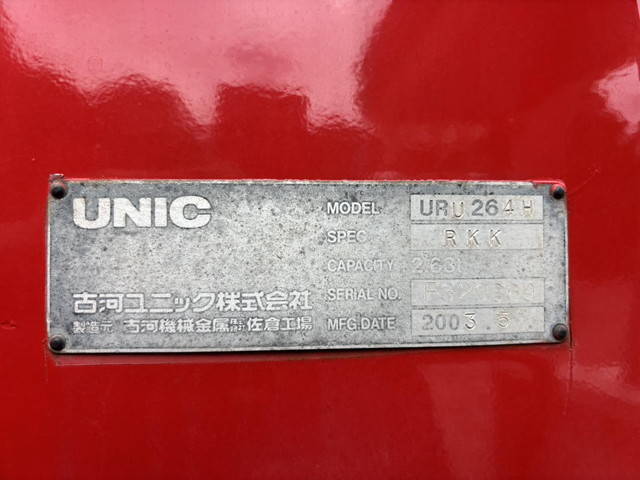 UNIC
MODEL URU264H
SPEC RKK
CAPACITY
SERIAL NO.
MFG.DATE 2003.5
古河ユニック株式会社
製造元 古河機械金属㈱佐倉工場